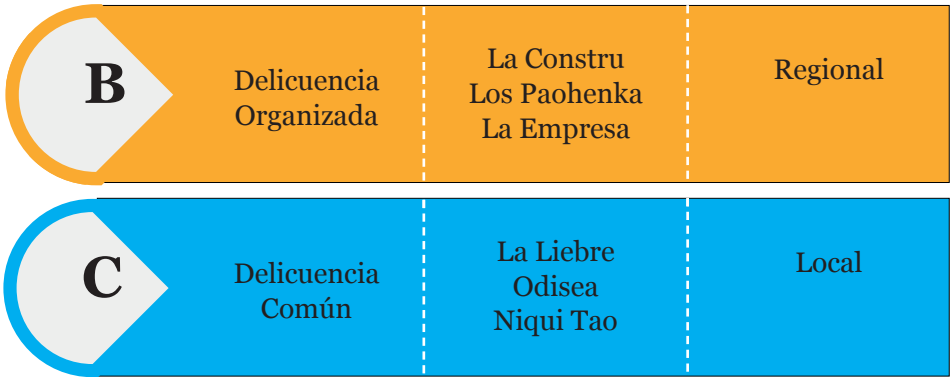 B
Delicuencia
Organizada
La Constru
Los Paohenka
La Empresa
Regional
C
Delicuencia
Común
La Liebre
Odisea
Niqui Tao
Local